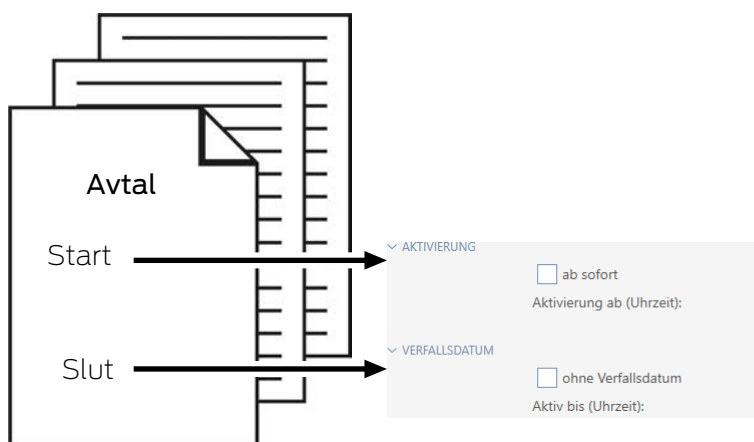 Avtal
Start
Slut
AKTIVIERUNG
ab sofort
Aktivierung ab (Uhrzeit):
VERFALLSDATUM
ohne Verfallsdatum
Aktiv bis (Uhrzeit):